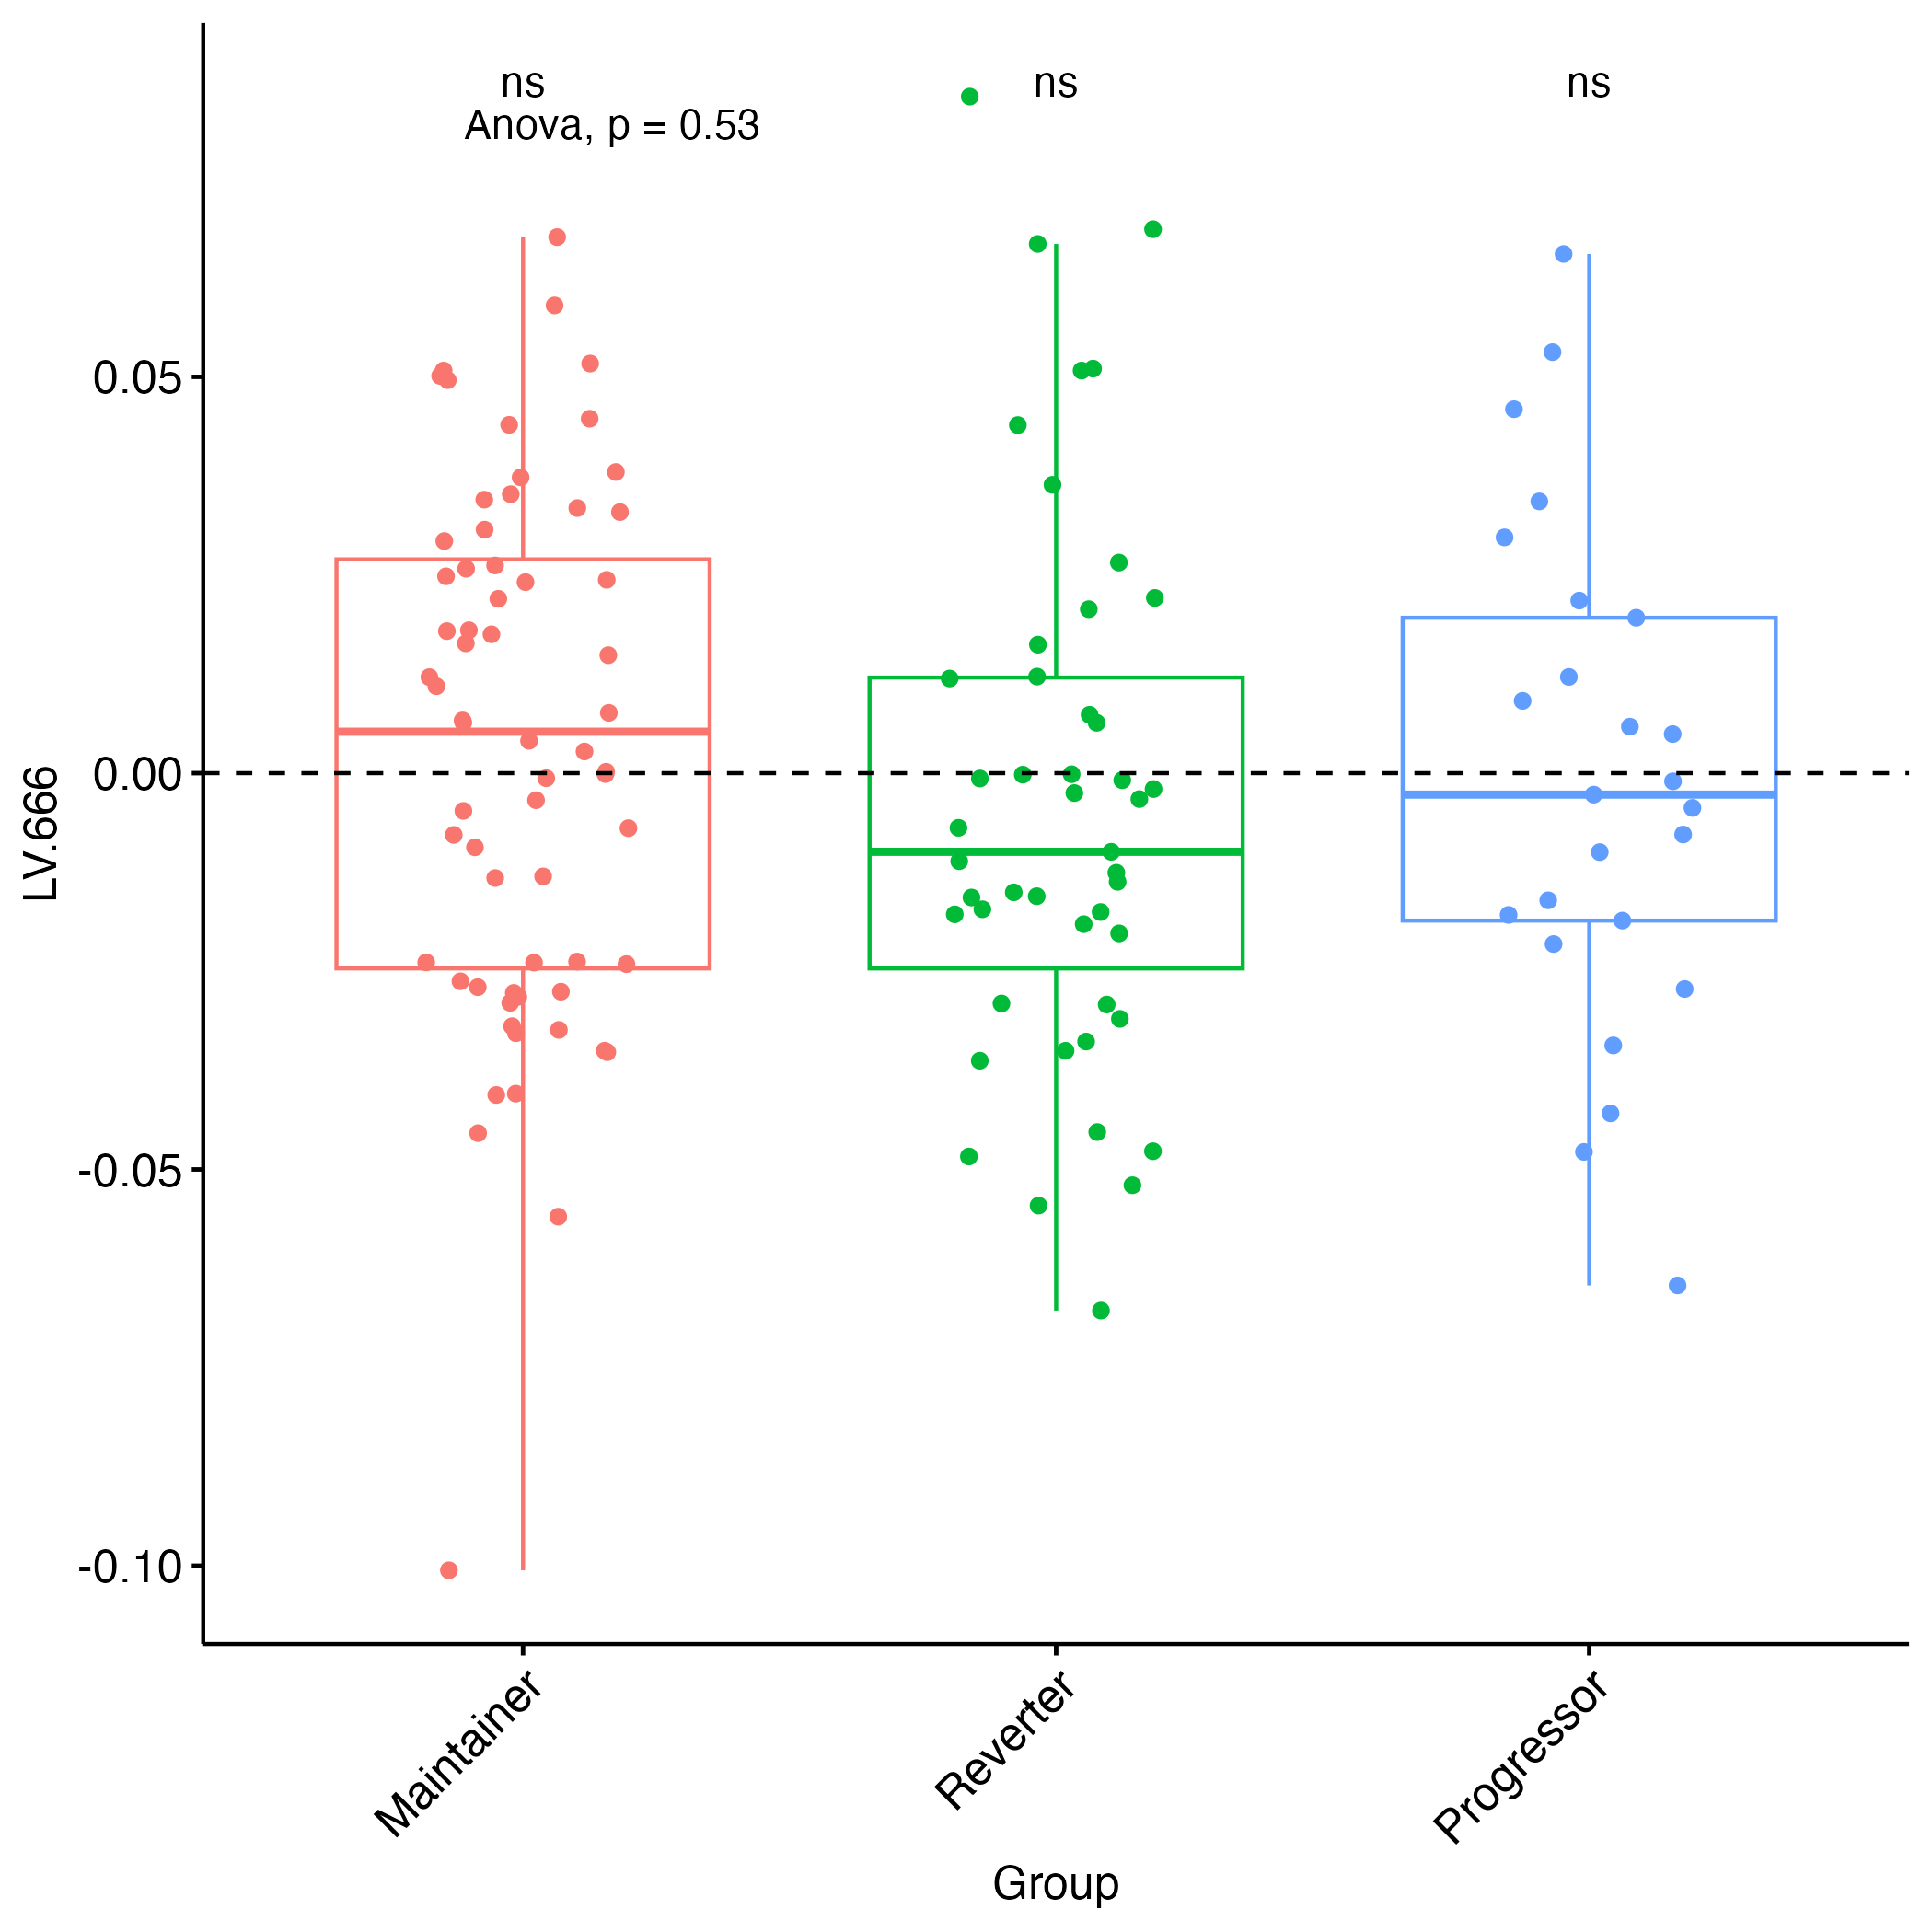 ns ns ns
Anova, p = 0.53
0.05
0.00
-0.05
-0.10
LV.666
Maintainer Reverter Progressor
Group